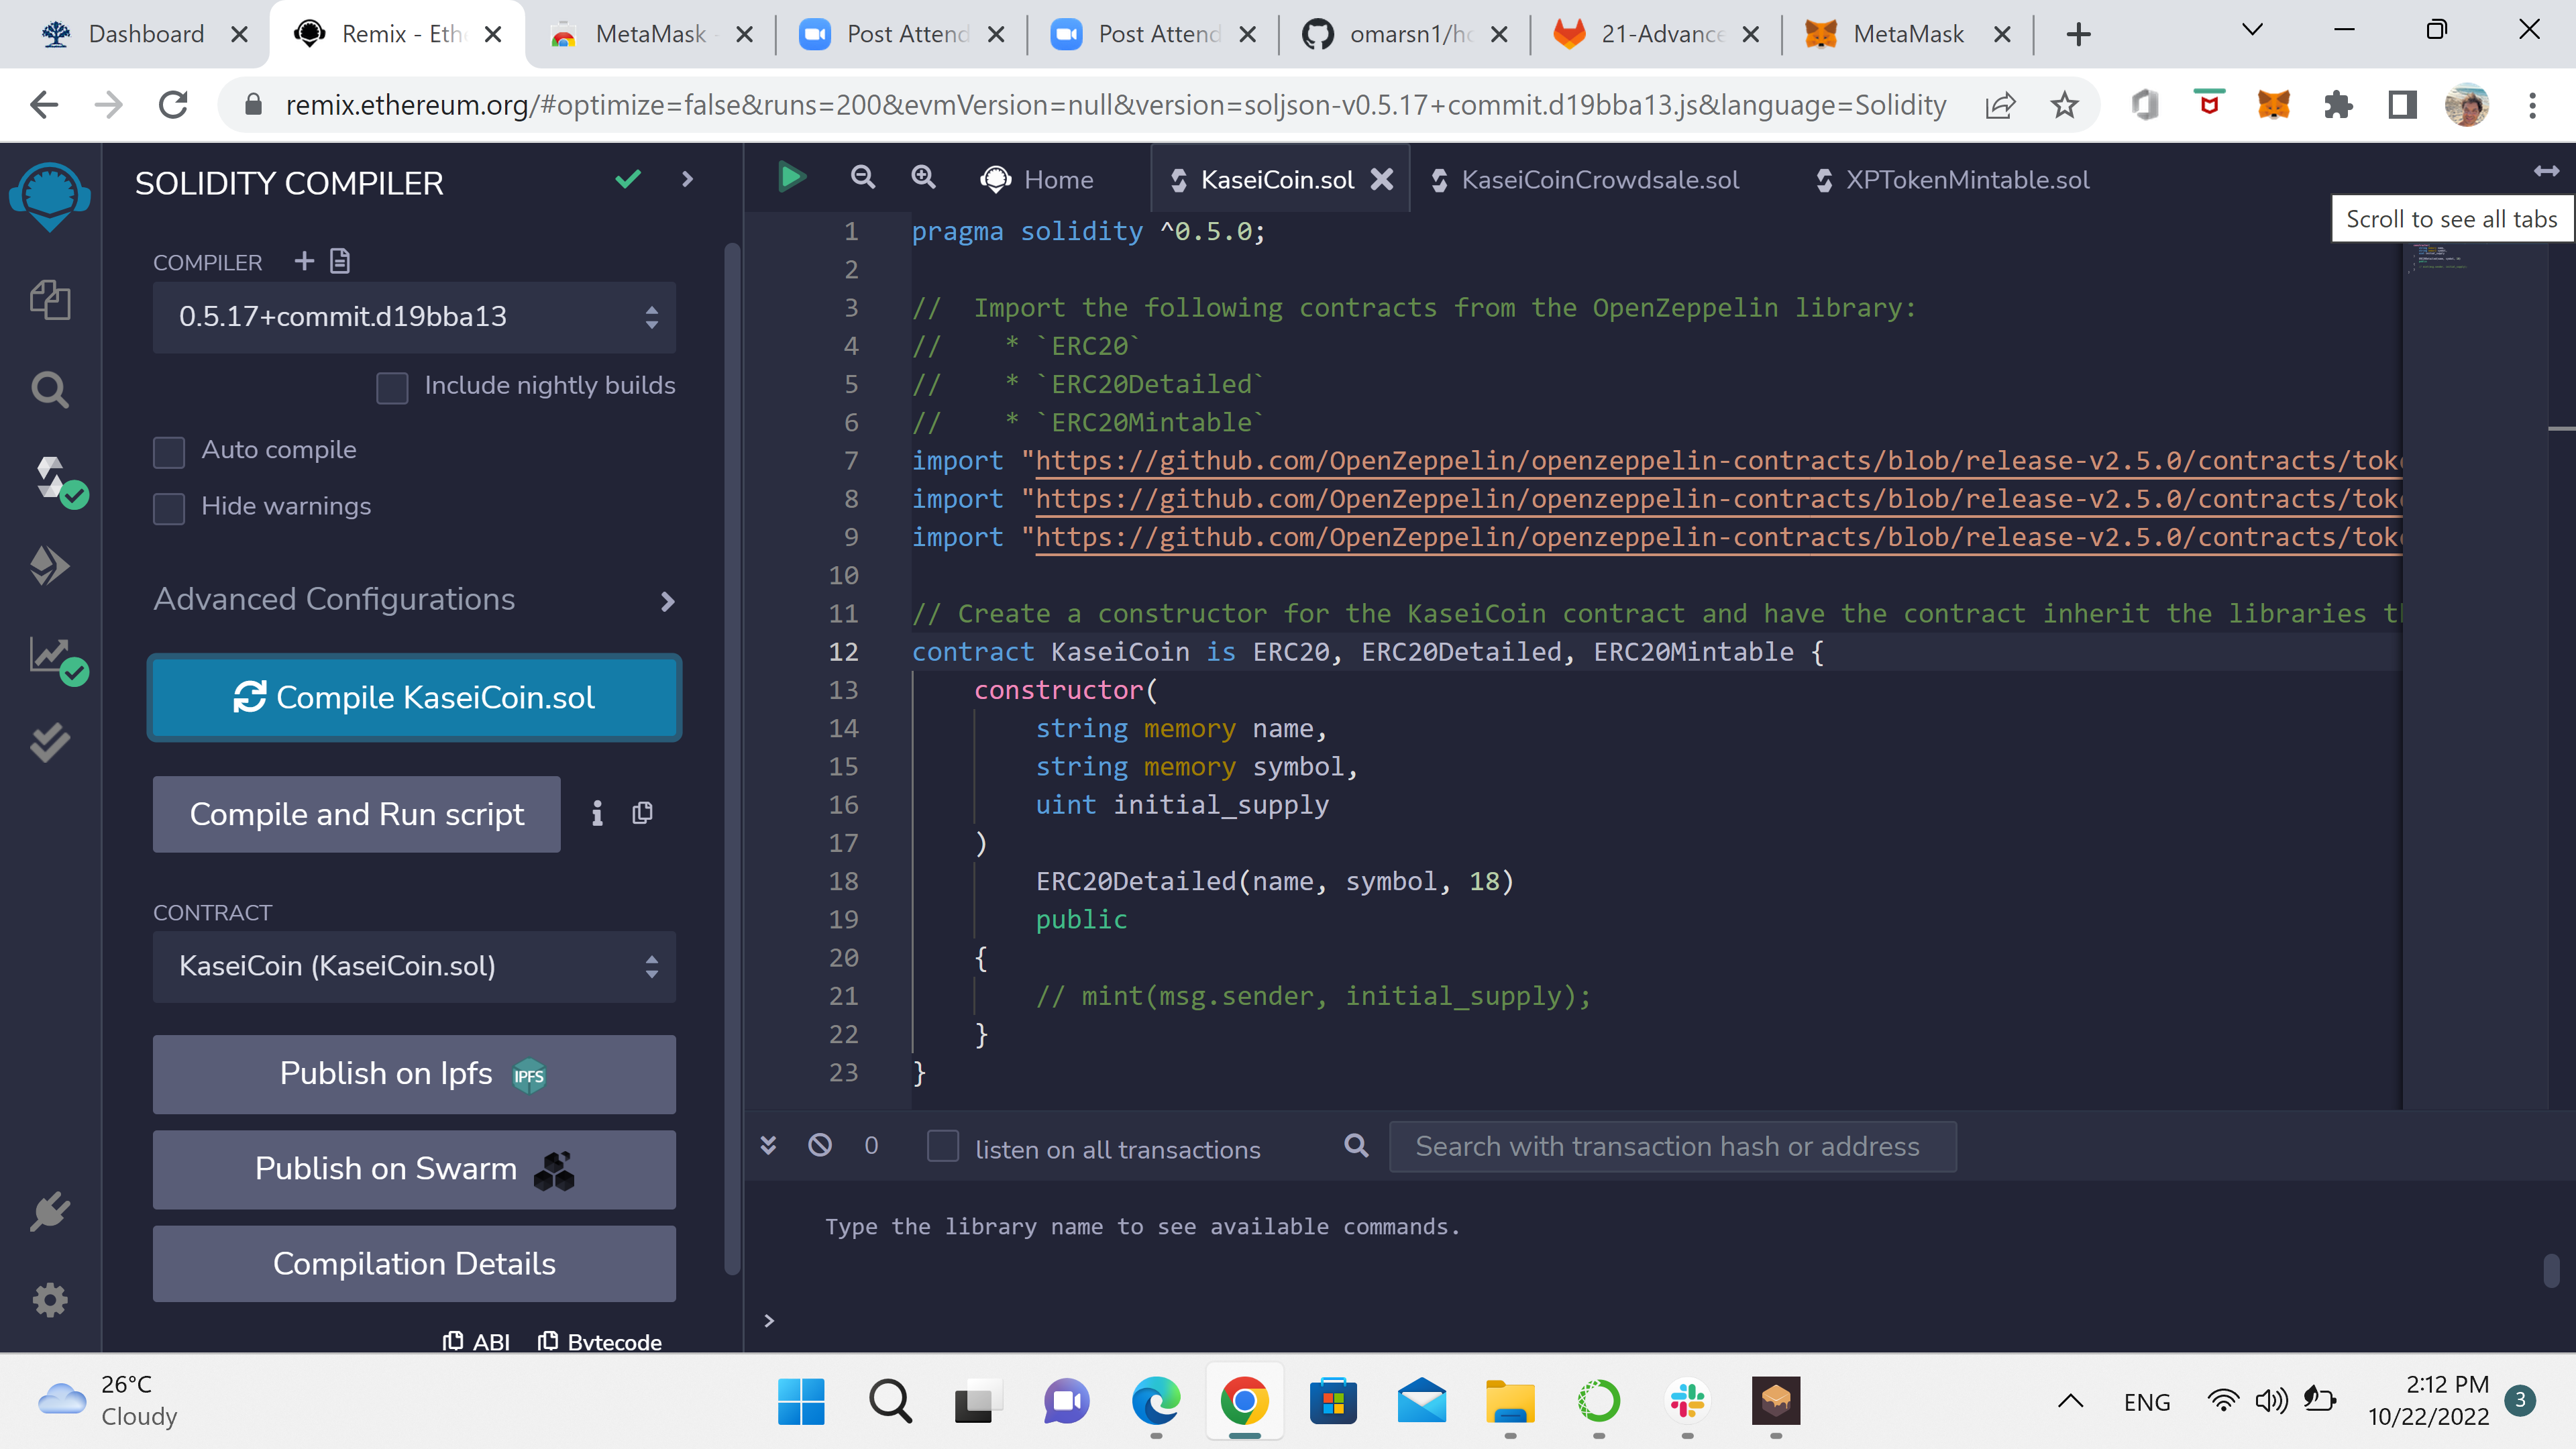 Dashboard
Remix - Eth
MetaMask -
Post Attend
Post Attend
omarsn1/ho
21-Advance
MetaMask
remix.ethereum.org/#optimize=false&runs=200&evmVersion=null&version=soljson-v0.5.17+commit.d19bba13.js&language=Solidity
SOLIDITY COMPILER
COMPILER
0.5.17+commit.d19bba13
Include nightly builds
Auto compile
Hide warnings
Advanced Configurations
Compile KaseiCoin.sol
Compile and Run script
CONTRACT
KaseiCoin (KaseiCoin.sol)
Publish on Ipfs
IPFS
Publish on Swarm
Compilation Details
ABI
Bytecode
Home
KaseiCoin.sol
KaseiCoinCrowdsale.sol
XPTokenMintable.sol
Scroll to see all tabs
1 pragma solidity ^0.5.0;
2
3 //  Import the following contracts from the OpenZeppelin library:
4 //    * `ERC20`
5 //    * `ERC20Detailed`
6 //    * `ERC20Mintable`
7 import "https://github.com/OpenZeppelin/openzeppelin-contracts/blob/release-v2.5.0/contracts/toke
8 import "https://github.com/OpenZeppelin/openzeppelin-contracts/blob/release-v2.5.0/contracts/toke
9 import "https://github.com/OpenZeppelin/openzeppelin-contracts/blob/release-v2.5.0/contracts/toke
10
11 // Create a constructor for the KaseiCoin contract and have the contract inherit the libraries th
12 contract KaseiCoin is ERC20, ERC20Detailed, ERC20Mintable {
13     constructor(
14         string memory name,
15         string memory symbol,
16         uint initial_supply
17     )
18         ERC20Detailed(name, symbol, 18)
19         public
20     {
21         // mint(msg.sender, initial_supply);
22     }
23 }
0
listen on all transactions
Search with transaction hash or address
Type the library name to see available commands.
>
26°C
Cloudy
ENG
2:12 PM
10/22/2022
3